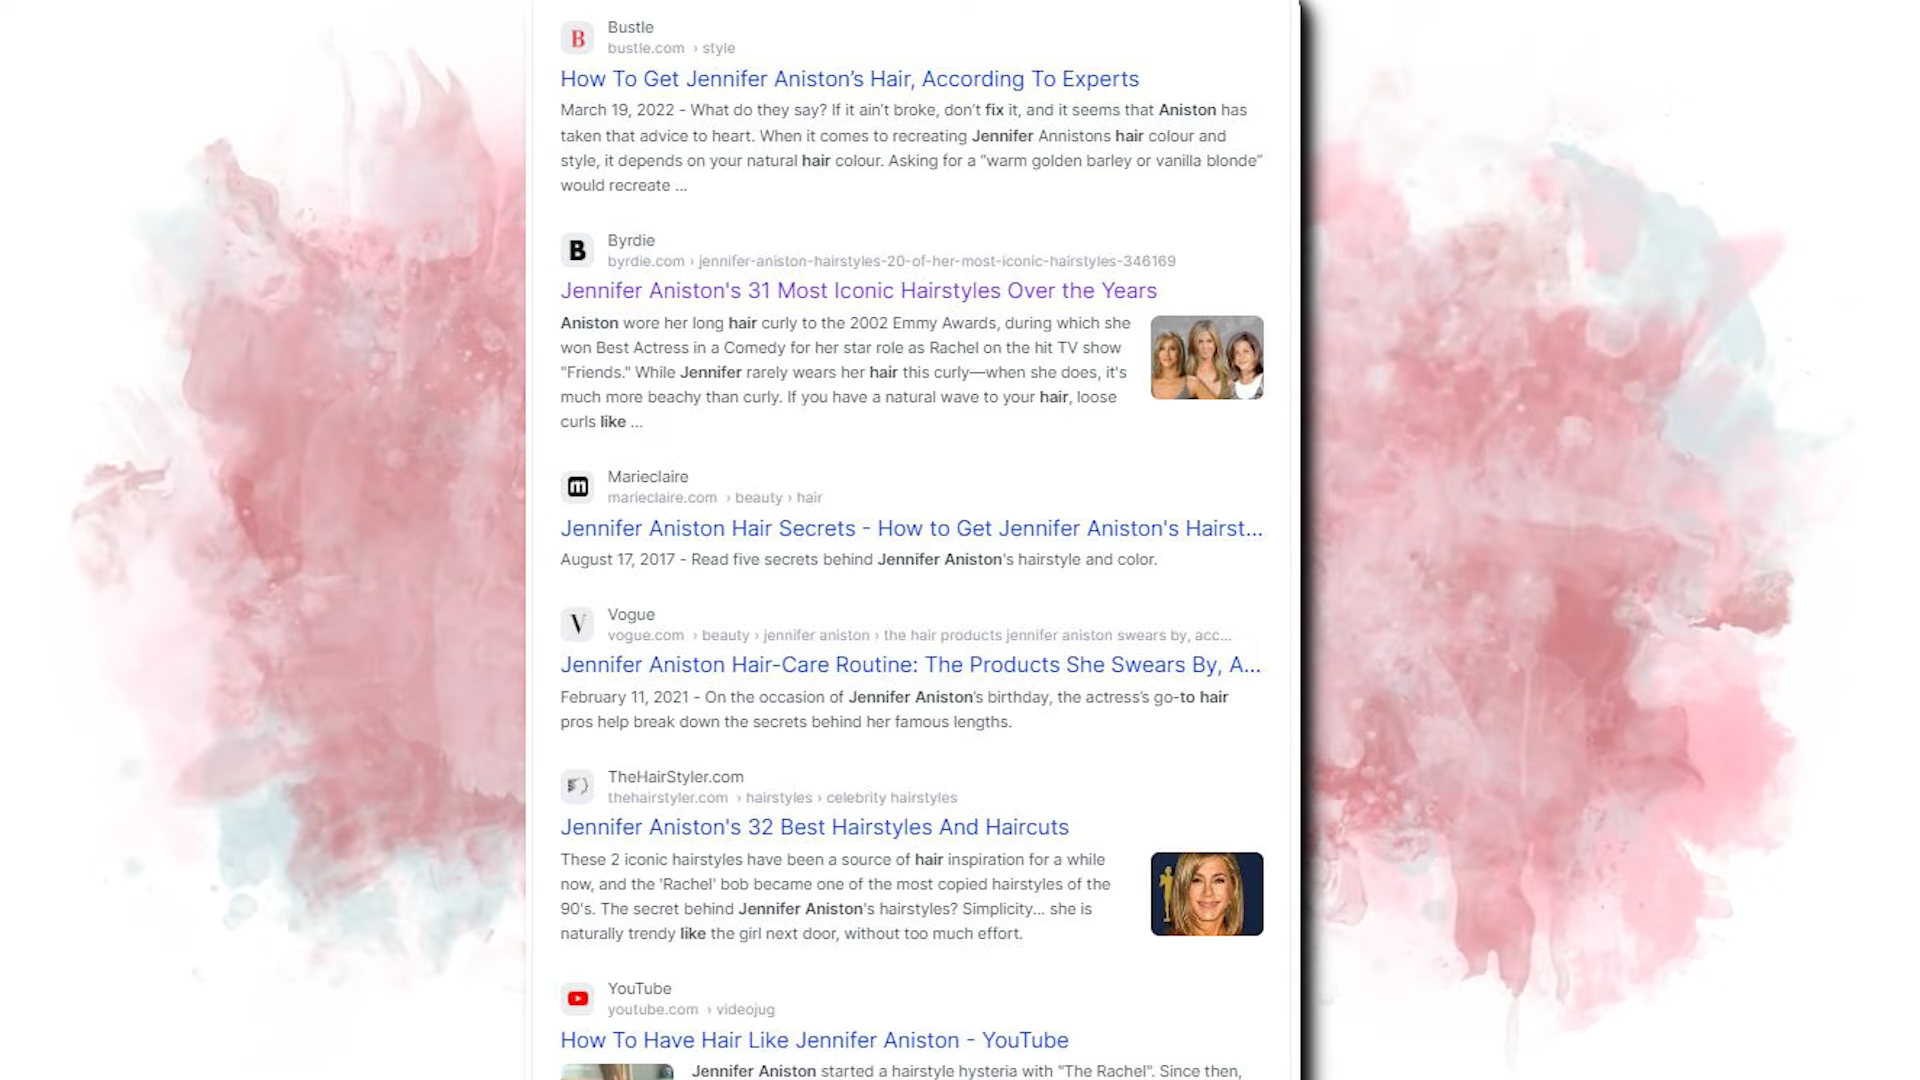 B
Bustle
bustle.com › style
How To Get Jennifer Aniston’s Hair, According To Experts
March 19, 2022 - What do they say? If it ain’t broke, don’t fix it, and it seems that Aniston has
taken that advice to heart. When it comes to recreating Jennifer Annistons hair colour and
style, it depends on your natural hair colour. Asking for a “warm golden barley or vanilla blonde”
would recreate ...
B
Byrdie
byrdie.com › jennifer-aniston-hairstyles-20-of-her-most-iconic-hairstyles-346169
Jennifer Aniston's 31 Most Iconic Hairstyles Over the Years
Aniston wore her long hair curly to the 2002 Emmy Awards, during which she
won Best Actress in a Comedy for her star role as Rachel on the hit TV show
"Friends." While Jennifer rarely wears her hair this curly—when she does, it's
much more beachy than curly. If you have a natural wave to your hair, loose
curls like ...
m
Marieclaire
marieclaire.com › beauty › hair
Jennifer Aniston Hair Secrets - How to Get Jennifer Aniston's Hairst...
August 17, 2017 - Read five secrets behind Jennifer Aniston's hairstyle and color.
V
Vogue
vogue.com › beauty › jennifer aniston › the hair products jennifer aniston swears by, acc...
Jennifer Aniston Hair-Care Routine: The Products She Swears By, A...
February 11, 2021 - On the occasion of Jennifer Aniston’s birthday, the actress’s go-to hair
pros help break down the secrets behind her famous lengths.
TheHairStyler.com
thehairstyler.com › hairstyles › celebrity hairstyles
Jennifer Aniston's 32 Best Hairstyles And Haircuts
These 2 iconic hairstyles have been a source of hair inspiration for a while
now, and the 'Rachel' bob became one of the most copied hairstyles of the
90's. The secret behind Jennifer Aniston's hairstyles? Simplicity... she is
naturally trendy like the girl next door, without too much effort.
YouTube
youtube.com › videojug
How To Have Hair Like Jennifer Aniston - YouTube
Jennifer Aniston started a hairstyle hysteria with "The Rachel". Since then,